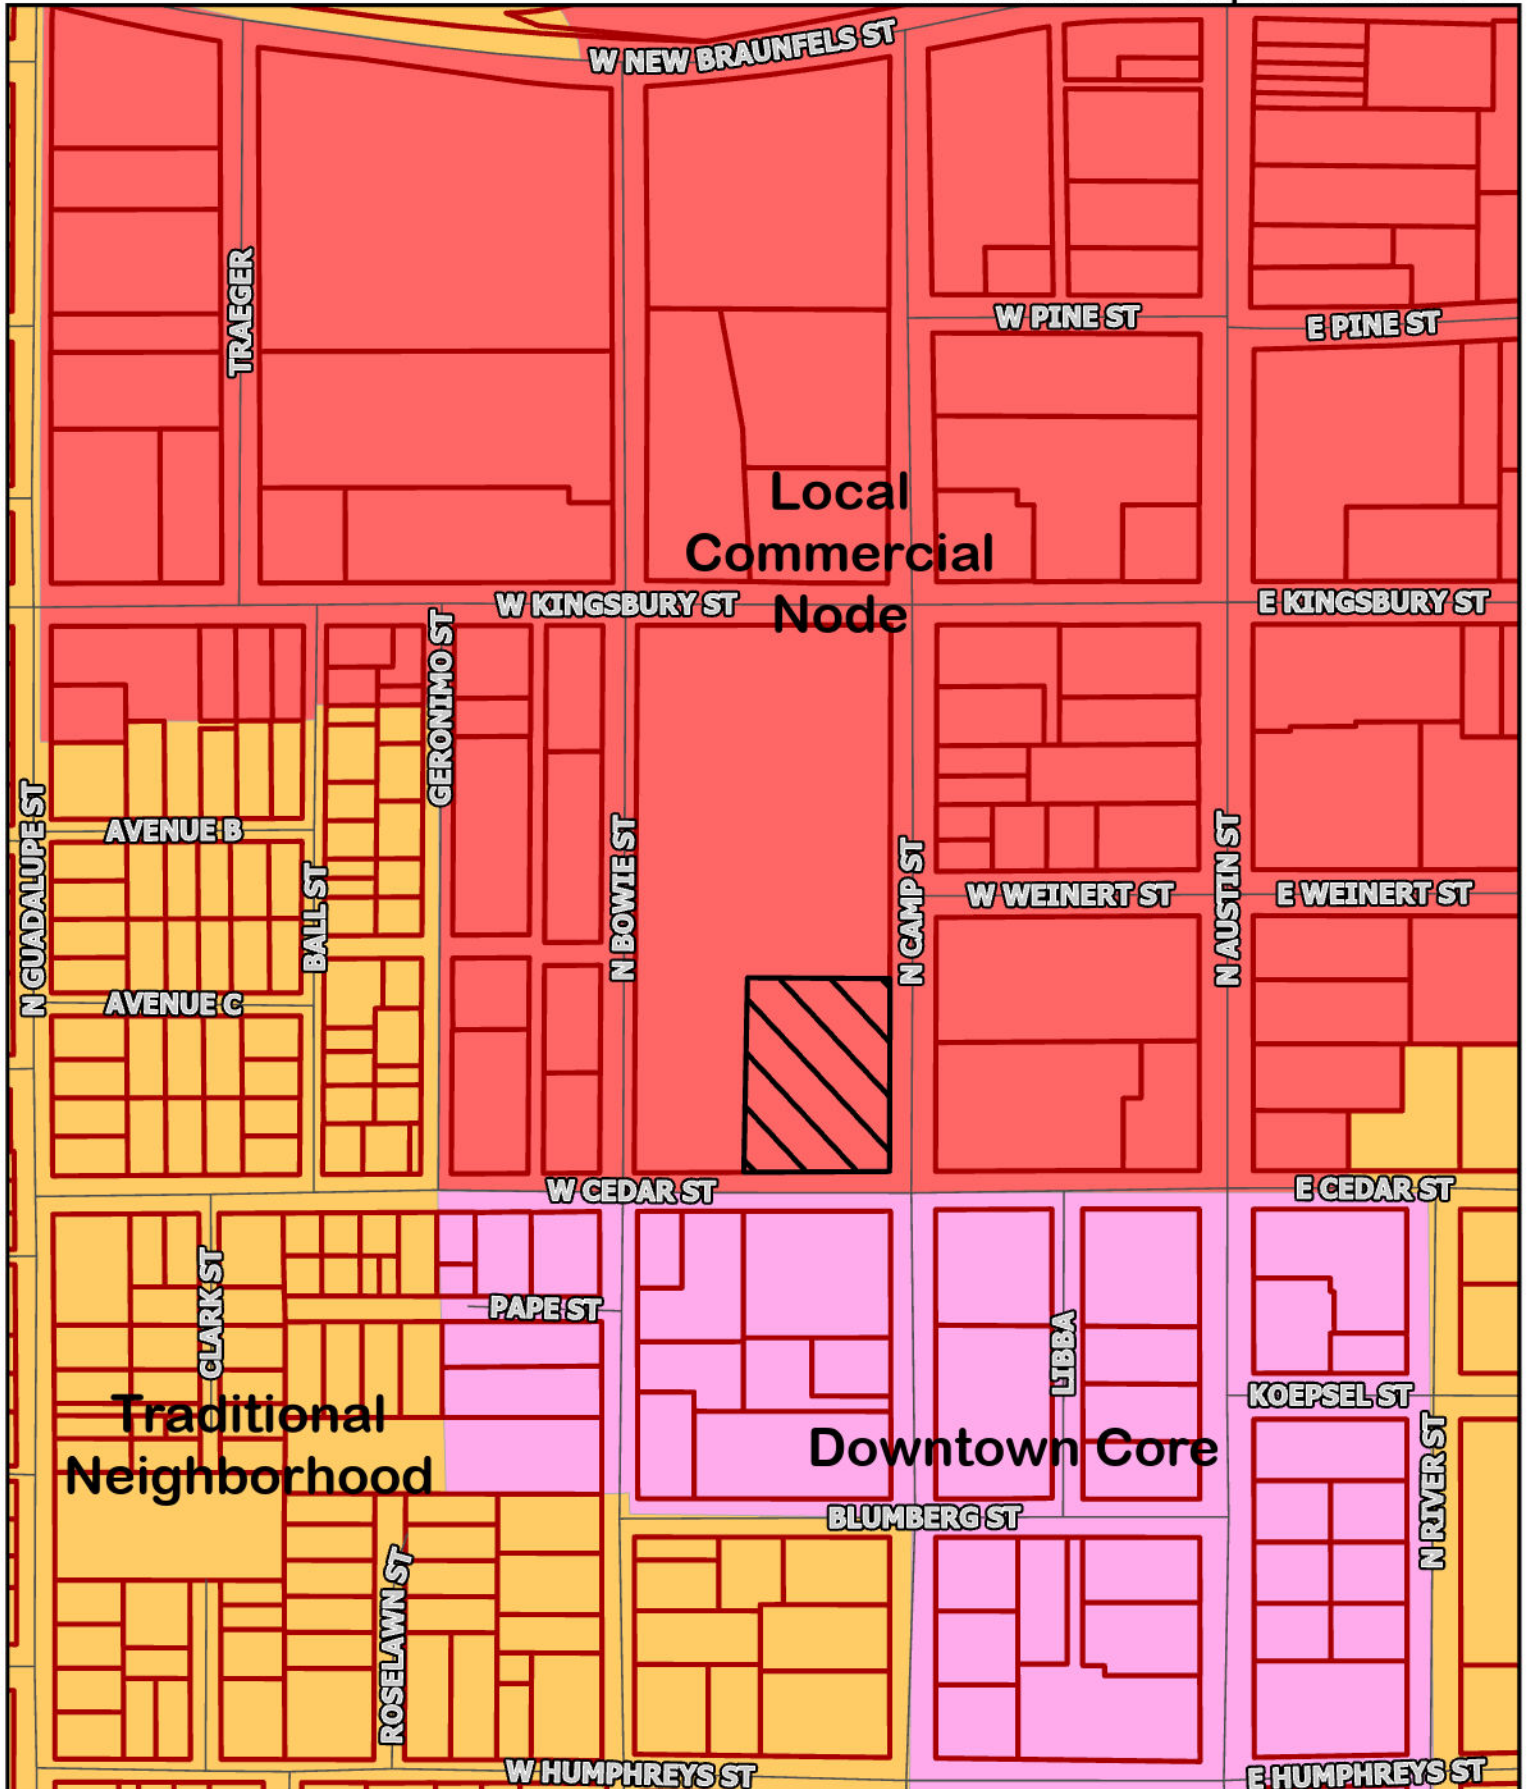 W NEW BRAUNFELS ST
TRAEGER
W PINE ST
E PINE ST
Local
Commercial
Node
W KINGSBURY ST
E KINGSBURY ST
GERONIMO ST
N GUADALUPE ST
AVENUE B
BALL ST
N BOWIE ST
N CAMP ST
W WEINERT ST
N AUSTIN ST
E WEINERT ST
AVENUE C
W CEDAR ST
E CEDAR ST
CLARK ST
PAPE ST
LIBBA
KOEPSEL ST
Traditional
Neighborhood
Downtown Core
N RIVER ST
BLUMBERG ST
ROSELAWN ST
W HUMPHREYS ST
E HUMPHREYS ST